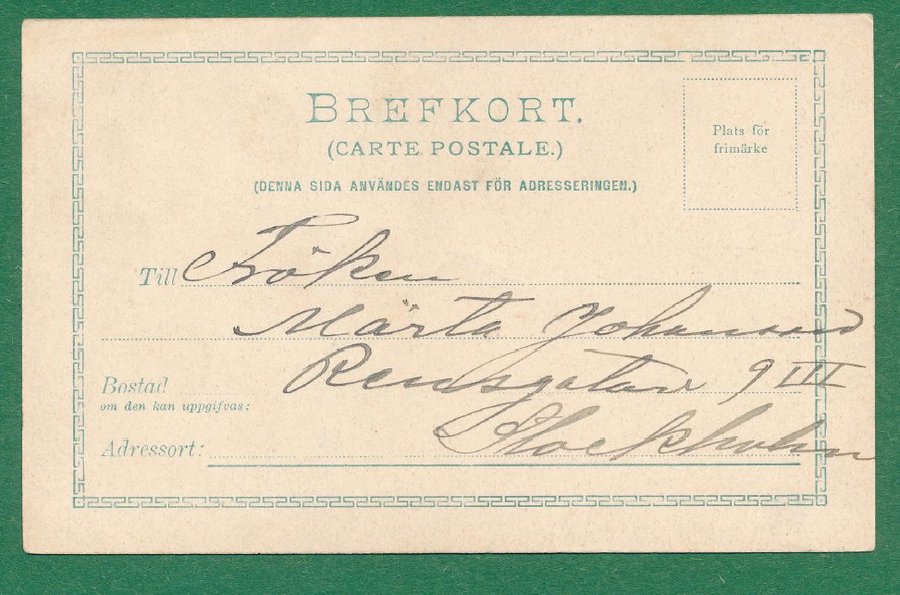 BREFKORT.
(CARTE POSTALE.)
(DENNA SIDA ANVÄNDES ENDAST FÖR ADRESSERINGEN.)
Plats för
frimärke
Till Fröken
Märta Johansson
Bostad
om den kan uppgifvas:
9 III
Adressort: Stockholm